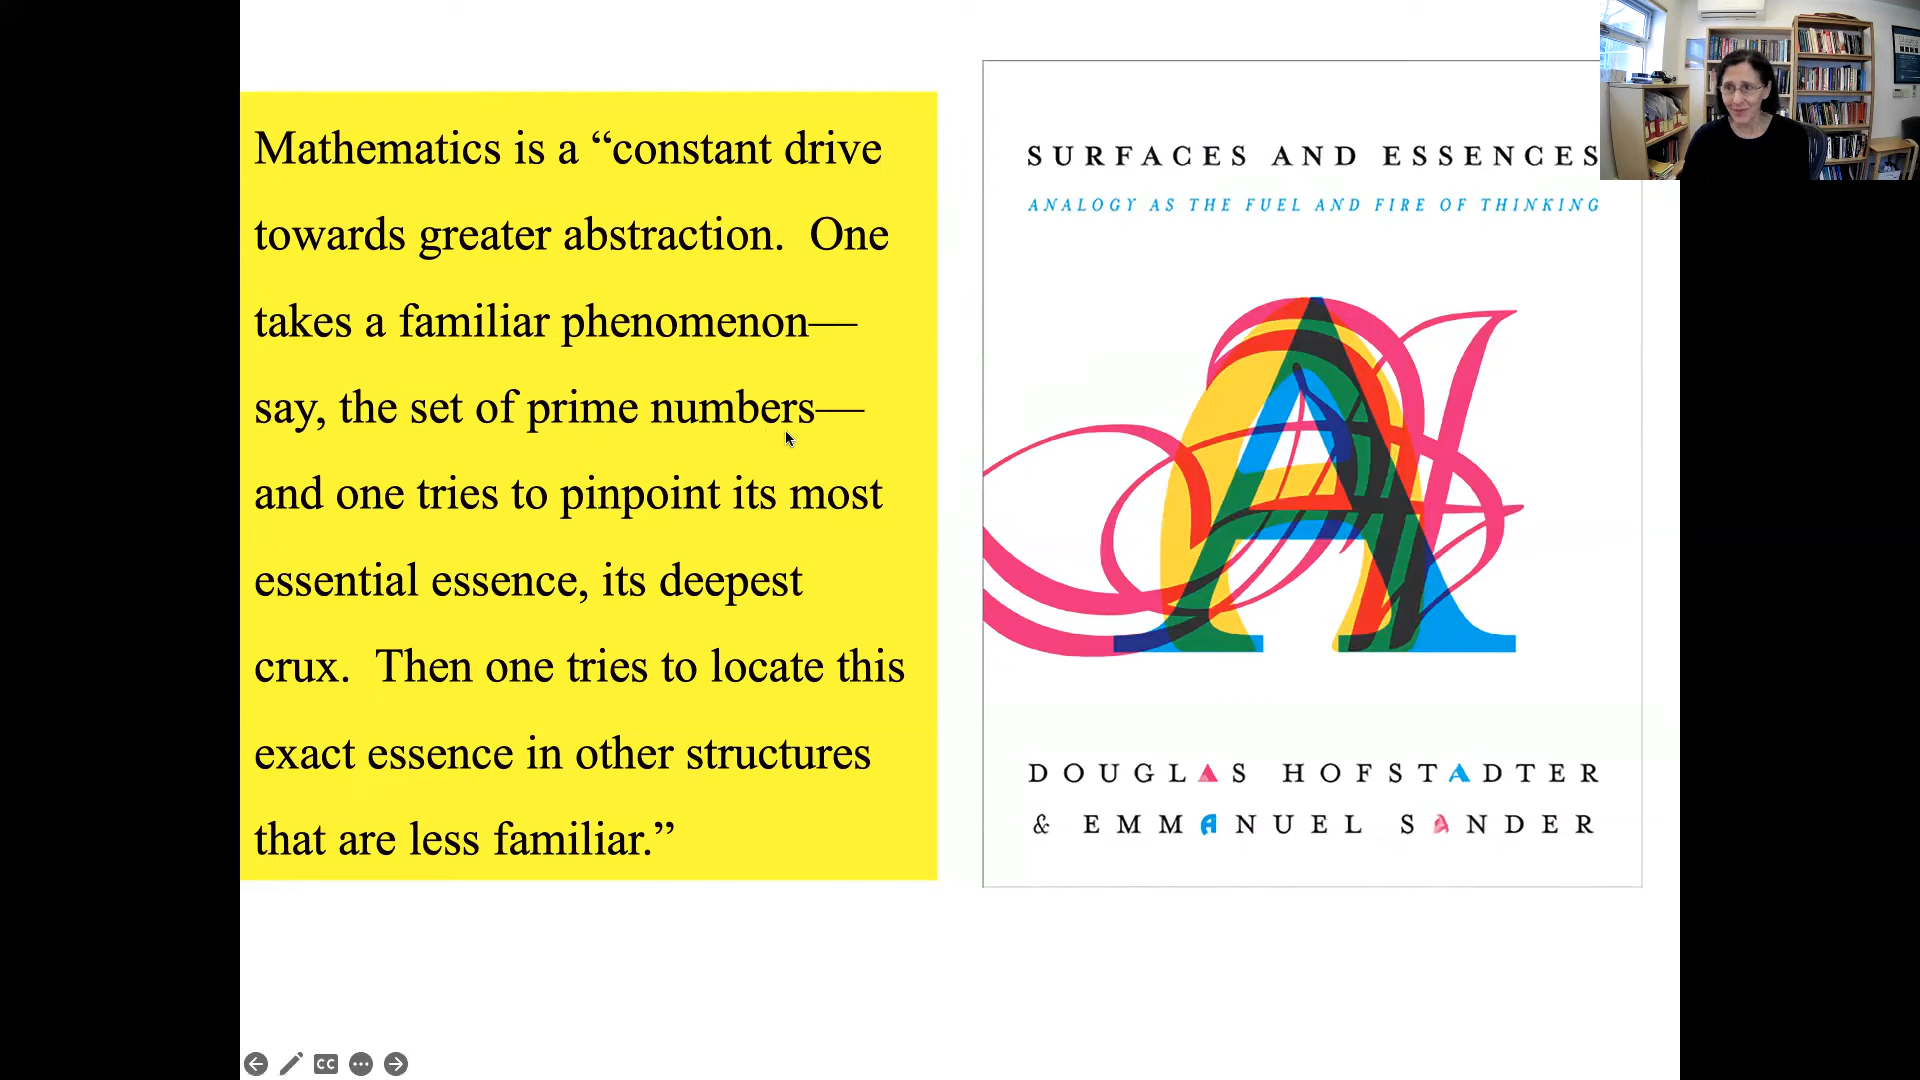 Mathematics is a “constant drive
towards greater abstraction.  One
takes a familiar phenomenon—
say, the set of prime numbers—
and one tries to pinpoint its most
essential essence, its deepest
crux.  Then one tries to locate this
exact essence in other structures
that are less familiar.”
SURFACES AND ESSENCES
ANALOGY AS THE FUEL AND FIRE OF THINKING
A
DOUGLAS HOFSTADTER
& EMMANUEL SANDER
CC